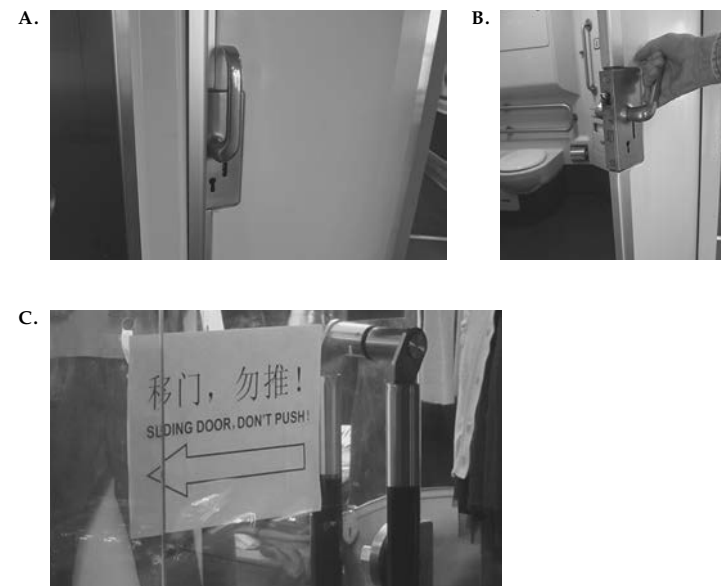 A.
B.
C.
移门，勿推！
SLIDING DOOR, DON'T PUSH!